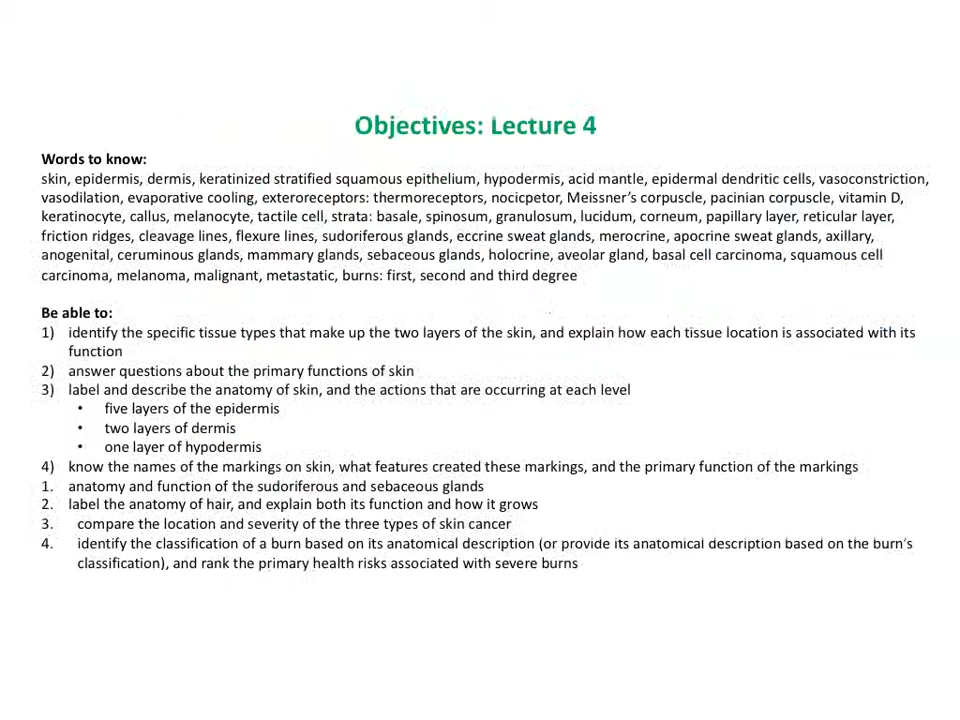 Objectives: Lecture 4
Words to know:
skin, epidermis, dermis, keratinized stratified squamous epithelium, hypodermis, acid mantle, epidermal dendritic cells, vasoconstriction,
vasodilation, evaporative cooling, exteroreceptors: thermoreceptors, nocicpetor, Meissner's corpuscle, pacinian corpuscle, vitamin D,
keratinocyte, callus, melanocyte, tactile cell, strata: basale, spinosum, granulosum, lucidum, corneum, papillary layer, reticular layer,
friction ridges, cleavage lines, flexure lines, sudoriferous glands, eccrine sweat glands, merocrine, apocrine sweat glands, axillary,
anogenital, ceruminous glands, mammary glands, sebaceous glands, holocrine, aveolar gland, basal cell carcinoma, squamous cell
carcinoma, melanoma, malignant, metastatic, burns: first, second and third degree
Be able to:
1) identify the specific tissue types that make up the two layers of the skin, and explain how each tissue location is associated with its
function
2) answer questions about the primary functions of skin
3) label and describe the anatomy of skin, and the actions that are occurring at each level
• five layers of the epidermis
• two layers of dermis
• one layer of hypodermis
4) know the names of the markings on skin, what features created these markings, and the primary function of the markings
1. anatomy and function of the sudoriferous and sebaceous glands
2. label the anatomy of hair, and explain both its function and how it grows
3. compare the location and severity of the three types of skin cancer
4. identify the classification of a burn based on its anatomical description (or provide its anatomical description based on the burn's
classification), and rank the primary health risks associated with severe burns